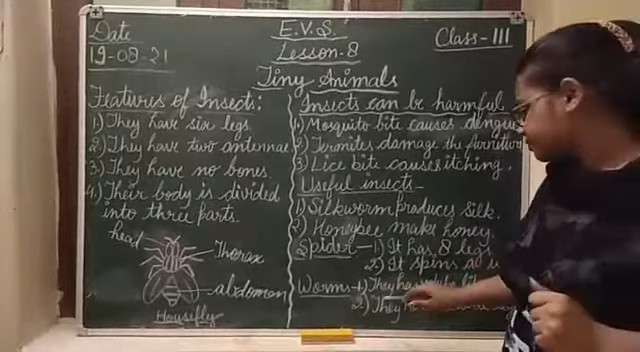 Date
19-08-21
E.V.S.
Lesson-8
Class-III
Tiny Animals
Features of Insects:
1) They have six legs.
2) They have two antennae
3) They have no bones.
4) Their body is divided
into three parts.
head
Thorax
abdomen
Housefly
Insects can be harmful
1) Mosquito bite causes dengue
2) Termites damage the furniture
3) Lice bite causes itching.
Useful insects-
1) Silkworm produces silk.
2) Honeybee make honey.
Spider-1) It has 8 legs
2) It spins a
Worms-1) They
2) They